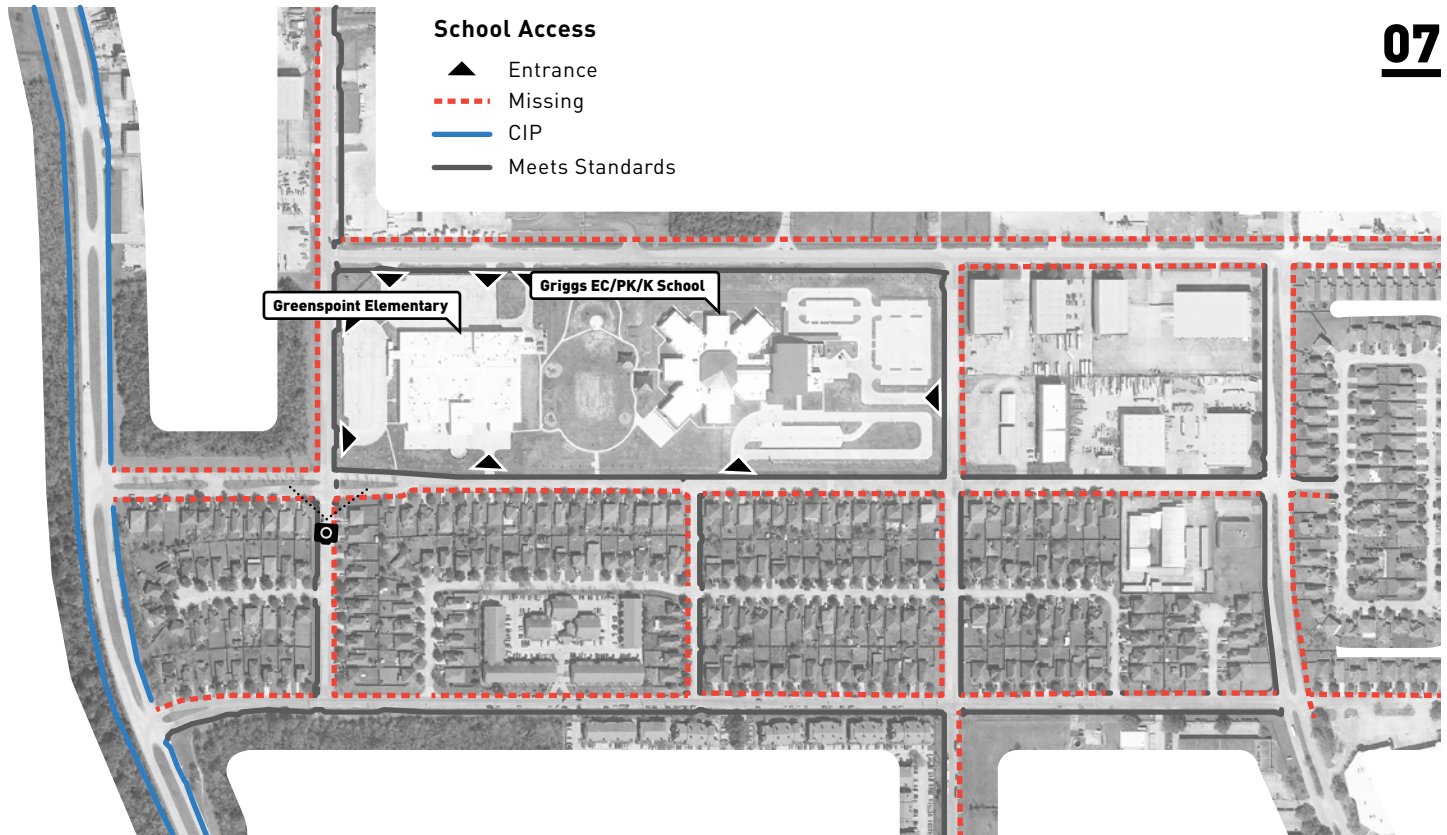 School Access
Entrance
Missing
CIP
Meets Standards
07
Griggs EC/PK/K School
Greenspoint Elementary